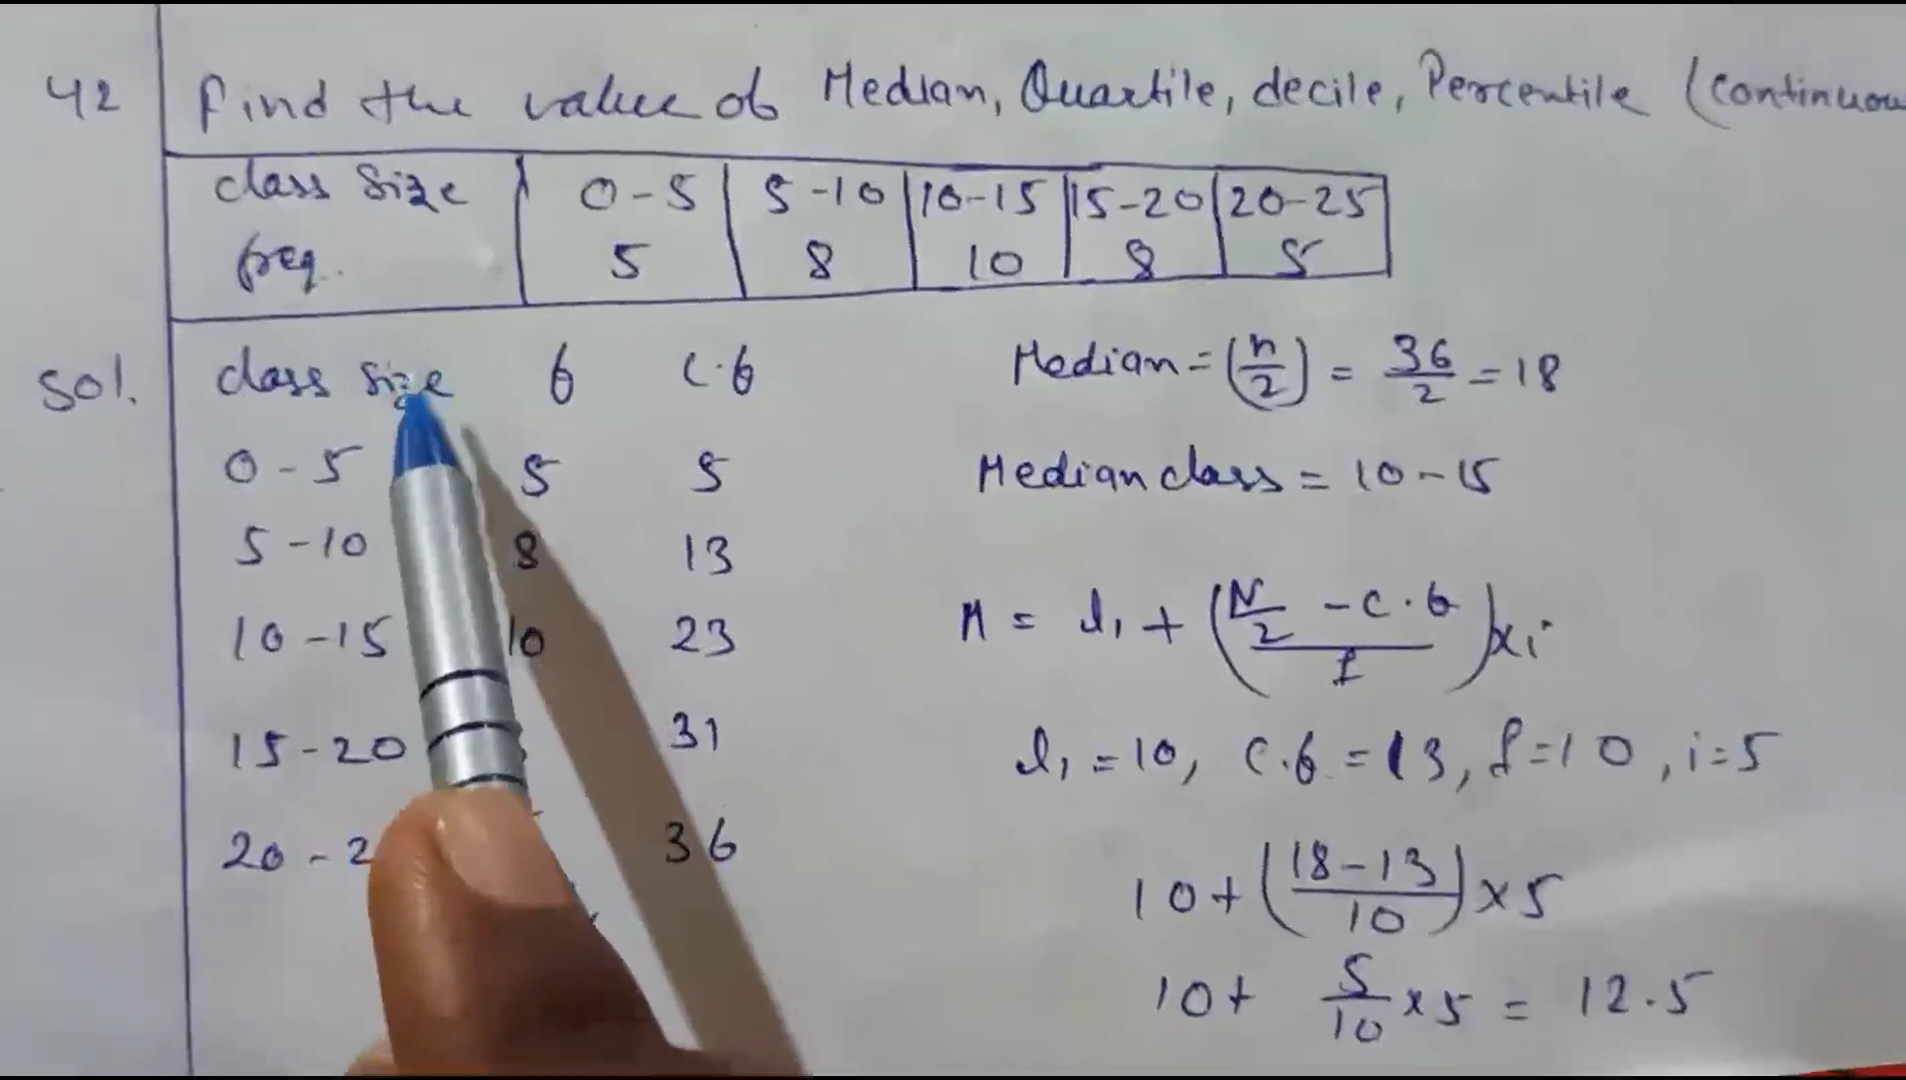 42 Find the value of Median, Quartile, decile, Percentile (continuou
class size 0-5 5-10 10-15 15-20 20-25
freq. 5 8 10 8 5
Sol. class size f c.f
0-5 5 5
5-10 8 13
10-15 10 23
15-20 31
20-2 36
Median = (n/2) = 36/2 = 18
Median class = 10-15
M = l₁ + (N/2 - c.f / f) x i
l₁ = 10, c.f = 13, f = 10, i = 5
10 + (18-13 / 10) x 5
10 + 5/10 x 5 = 12.5